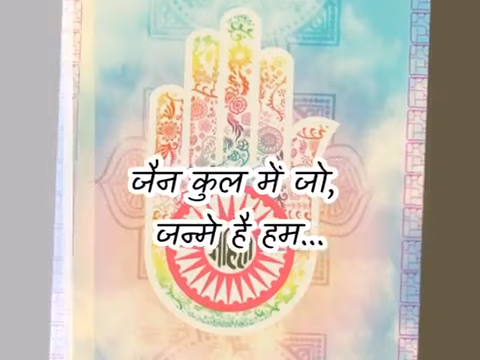 जैन कुल में जो,
जन्मे है हम...